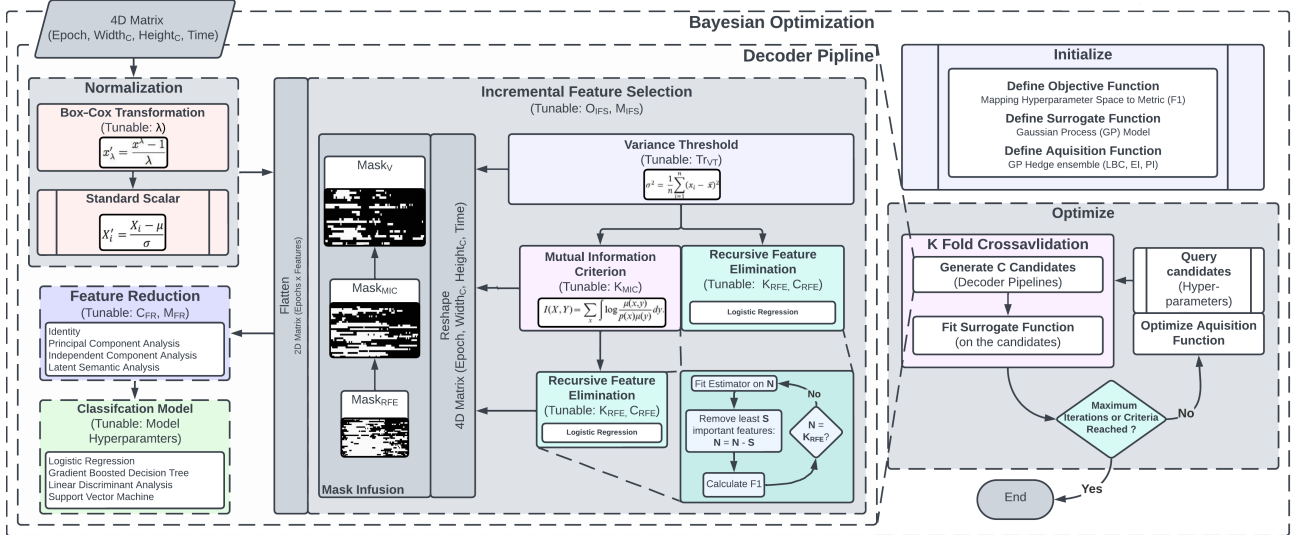 4D Matrix
(Epoch, Width_C, Height_C, Time)
Bayesian Optimization
Decoder Pipline
Normalization
Box–Cox Transformation
(Tunable: λ)
x'_λ = (x^λ − 1) / λ
Standard Scalar
X'_i = (X_i − μ) / σ
Feature Reduction
(Tunable: C_FR, M_FR)
Identity
Principal Component Analysis
Independent Component Analysis
Latent Semantic Analysis
Classifcation Model
(Tunable: Model
Hyperparamters)
Logistic Regression
Gradient Boosted Decision Tree
Linear Discriminant Analysis
Support Vector Machine
Flatten
2D Matrix (Epochs x Features)
Incremental Feature Selection
(Tunable: O_IFS, M_IFS)
Mask_V
Mask_MIC
Mask_RFE
Mask Infusion
Reshape
4D Matrix (Epoch, Width_C, Height_C, Time)
Variance Threshold
(Tunable: Tr_VT)
σ² = 1/n ∑_{i=1}^{n} (x_i − x̄)²
Mutual Information
Criterion
(Tunable: K_MIC)
I(X, Y) = ∑_x ∫ log μ(x,y) / p(x)μ(y) dy.
Recursive Feature
Elimination
(Tunable: K_RFE, C_RFE)
Logistic Regression
Recursive Feature
Elimination
(Tunable: K_RFE, C_RFE)
Logistic Regression
Fit Estimator on N
Remove least S
important features:
N = N - S
Calculate F1
No
N =
K_RFE?
Initialize
Define Objective Function
Mapping Hyperparameter Space to Metric (F1)
Define Surrogate Function
Gaussian Process (GP) Model
Define Aquisition Function
GP Hedge ensemble (LBC, EI, PI)
Optimize
K Fold Crossavlidation
Generate C Candidates
(Decoder Pipelines)
Fit Surrogate Function
(on the candidates)
Query
candidates
(Hyper-
parameters)
Optimize Aquisition
Function
Maximum
Iterations or Criteria
Reached ?
No
Yes
End